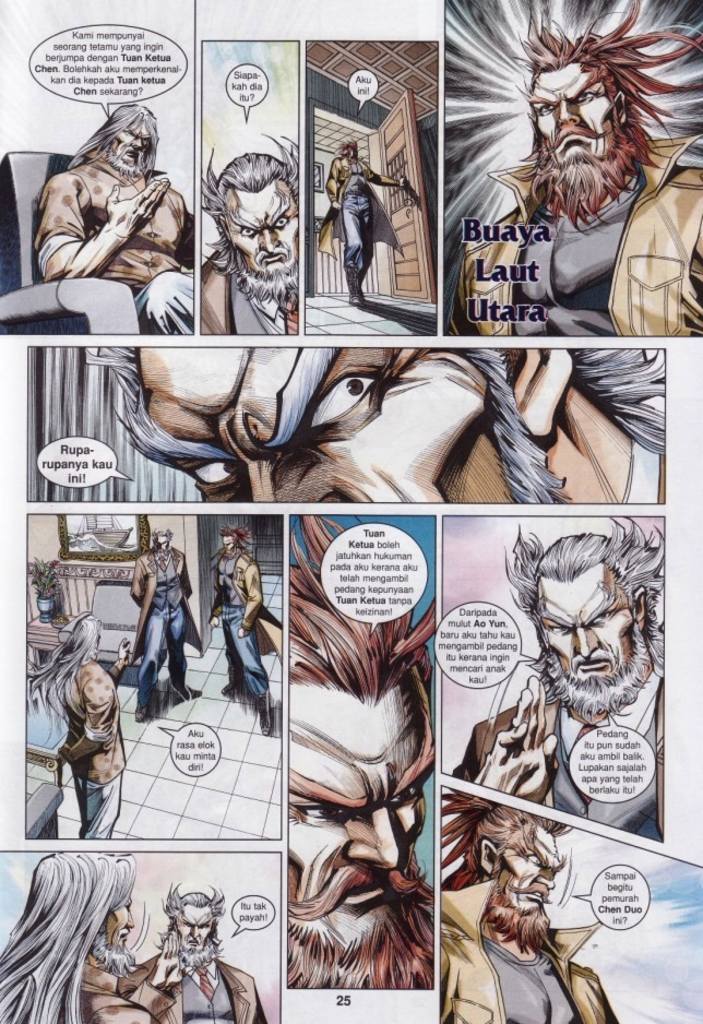 Kami mempunyai
seorang tetamu yang ingin
berjumpa dengan Tuan Ketua
Chen. Bolehkah aku memperkenal-
kan dia kepada Tuan ketua
Chen sekarang?
Siapa-
kah dia
itu?
Aku
ini!
Buaya
Laut
Utara
Rupa-
rupanya kau
ini!
Aku
rasa elok
kau minta
diri!
Tuan
Ketua boleh
jatuhkan hukuman
pada aku kerana aku
telah mengambil
pedang kepunyaan
Tuan Ketua tanpa
keizinan!
Daripada
mulut Ao Yun,
baru aku tahu kau
mengambil pedang
itu kerana ingin
mencari anak
kau!
Pedang
itu pun sudah
aku ambil balik.
Lupakan sajalah
apa yang telah
berlaku itu!
Itu tak
payah!
Sampai
begitu
pemurah
Chen Duo
ini?
25